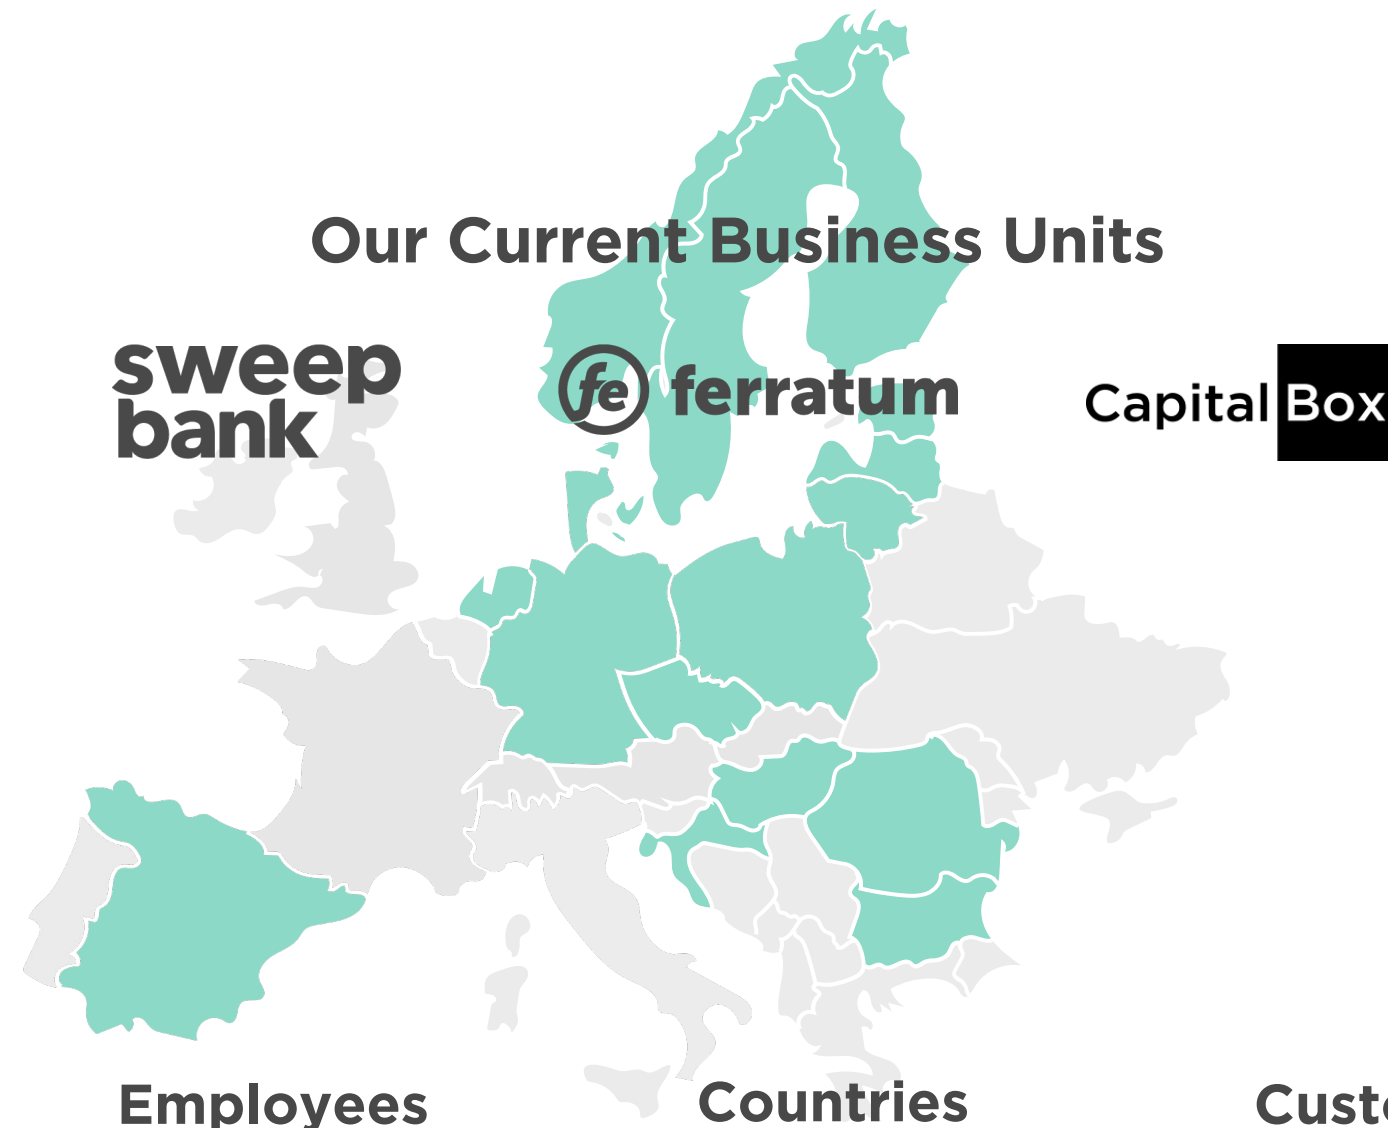 Our Current Business Units
sweep
bank
fe ferratum
Capital Box
Employees
Countries